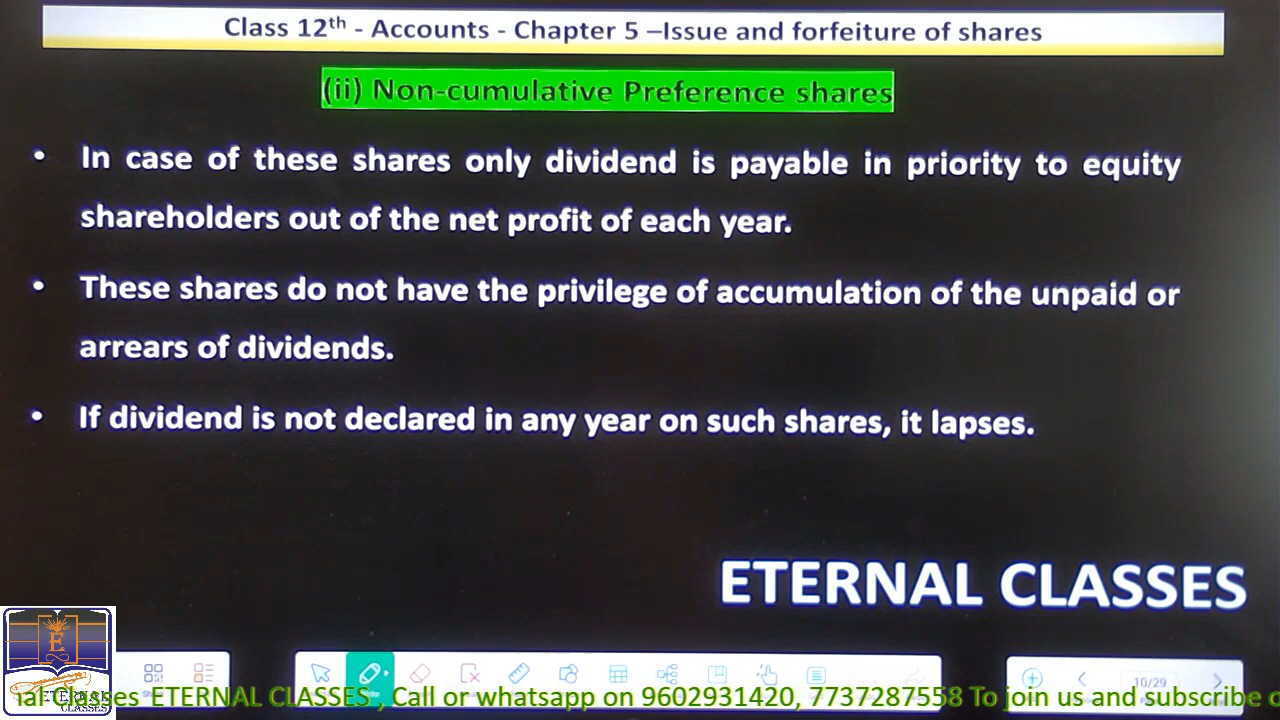 Class 12th - Accounts - Chapter 5 –Issue and forfeiture of shares
(ii) Non-cumulative Preference shares
• In case of these shares only dividend is payable in priority to equity
shareholders out of the net profit of each year.
• These shares do not have the privilege of accumulation of the unpaid or
arrears of dividends.
• If dividend is not declared in any year on such shares, it lapses.
ETERNAL CLASSES
E
ETERNAL
CLASSES
10/29
Classes ETERNAL CLASSES , Call or whatsapp on 9602931420, 7737287558 To join us and subscribe